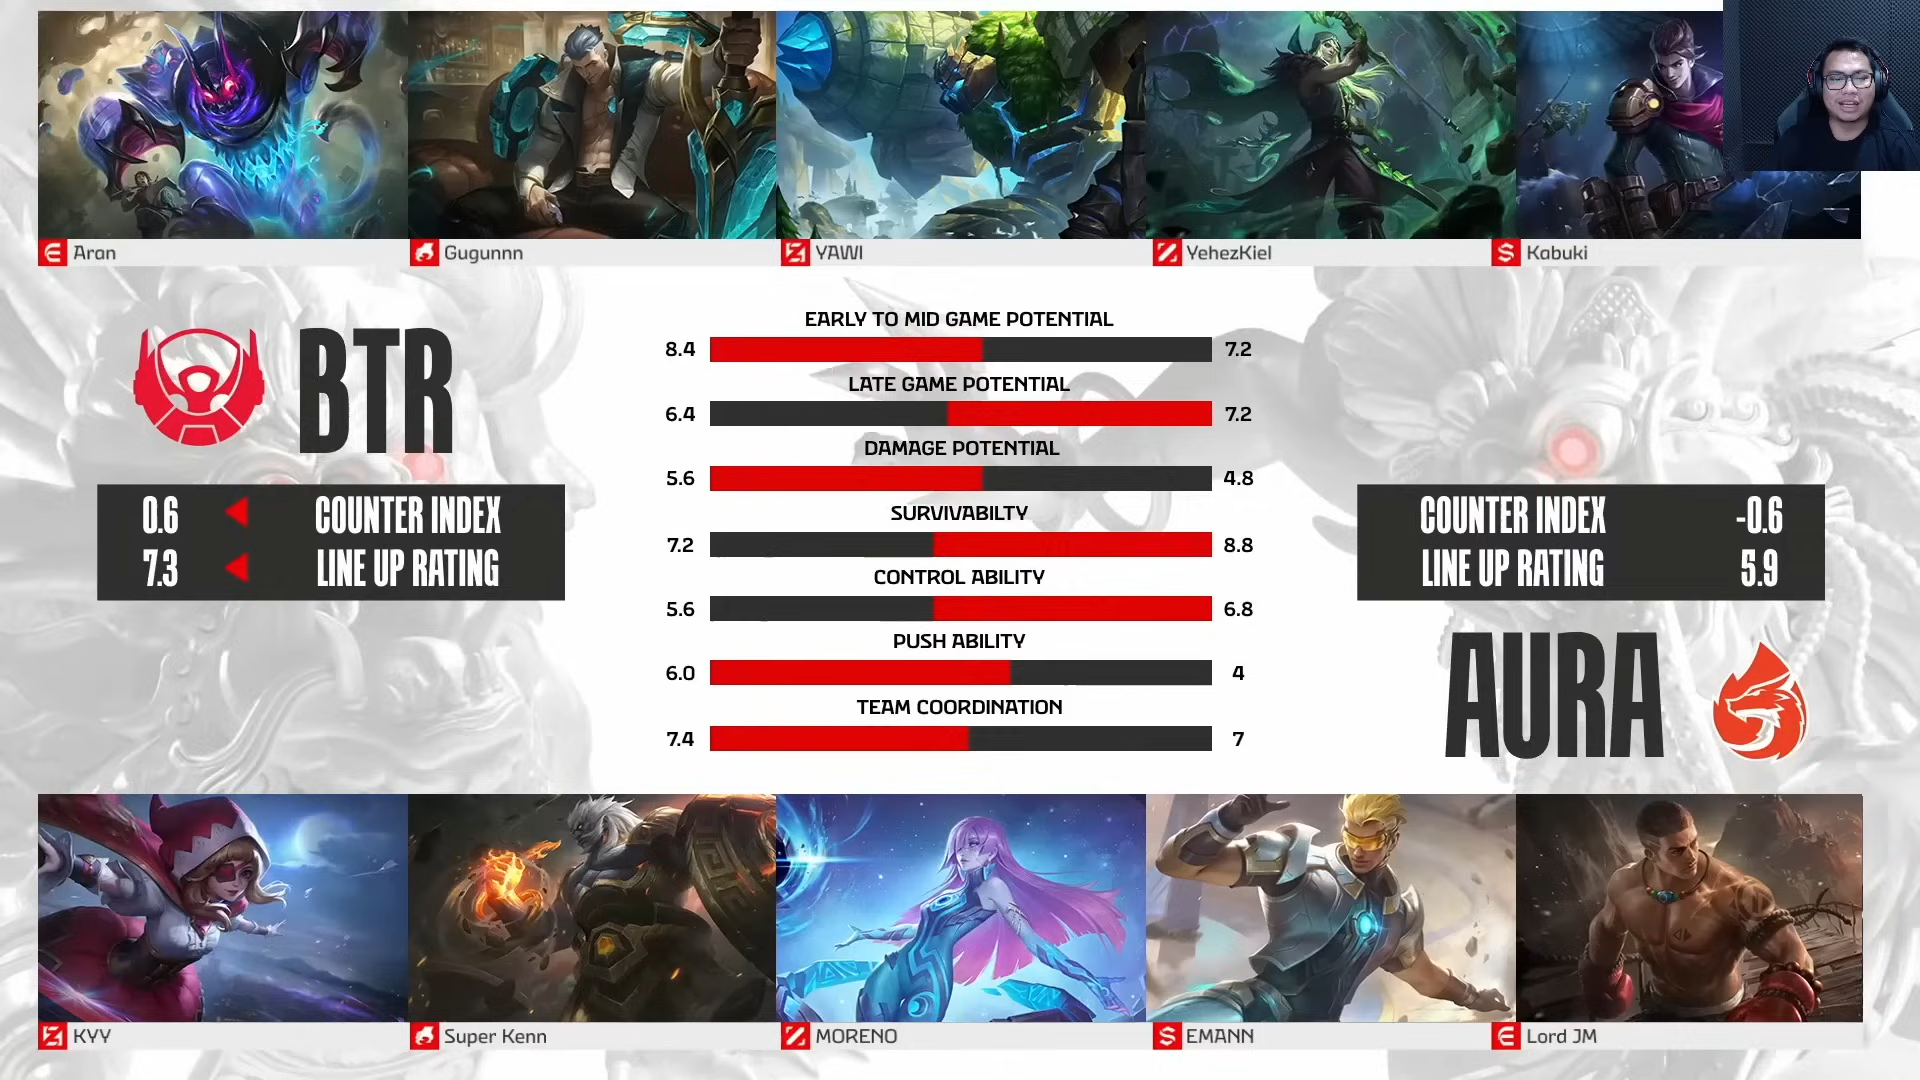 Aran
Gugunnn
YAWI
YehezKiel
Kabuki
BTR
0.6 COUNTER INDEX
7.3 LINE UP RATING
EARLY TO MID GAME POTENTIAL
8.4 7.2
LATE GAME POTENTIAL
6.4 7.2
DAMAGE POTENTIAL
5.6 4.8
SURVIVABILTY
7.2 8.8
CONTROL ABILITY
5.6 6.8
PUSH ABILITY
6.0 4
TEAM COORDINATION
7.4 7
COUNTER INDEX -0.6
LINE UP RATING 5.9
AURA
KYY
Super Kenn
MORENO
EMANN
Lord JM